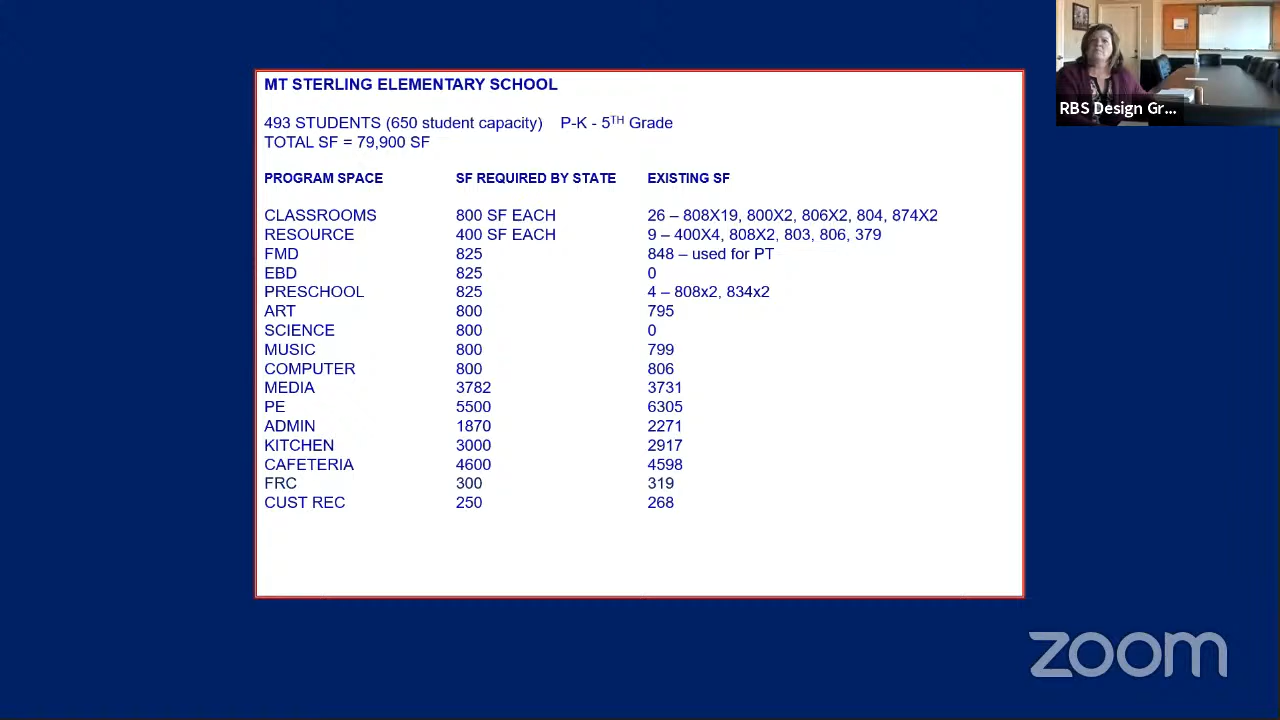 MT STERLING ELEMENTARY SCHOOL
493 STUDENTS (650 student capacity) P-K - 5TH Grade
TOTAL SF = 79,900 SF
PROGRAM SPACE SF REQUIRED BY STATE EXISTING SF
CLASSROOMS 800 SF EACH 26 – 808X19, 800X2, 806X2, 804, 874X2
RESOURCE 400 SF EACH 9 – 400X4, 808X2, 803, 806, 379
FMD 825 848 – used for PT
EBD 825 0
PRESCHOOL 825 4 – 808x2, 834x2
ART 800 795
SCIENCE 800 0
MUSIC 800 799
COMPUTER 800 806
MEDIA 3782 3731
PE 5500 6305
ADMIN 1870 2271
KITCHEN 3000 2917
CAFETERIA 4600 4598
FRC 300 319
CUST REC 250 268
RBS Design Gr...
zoom